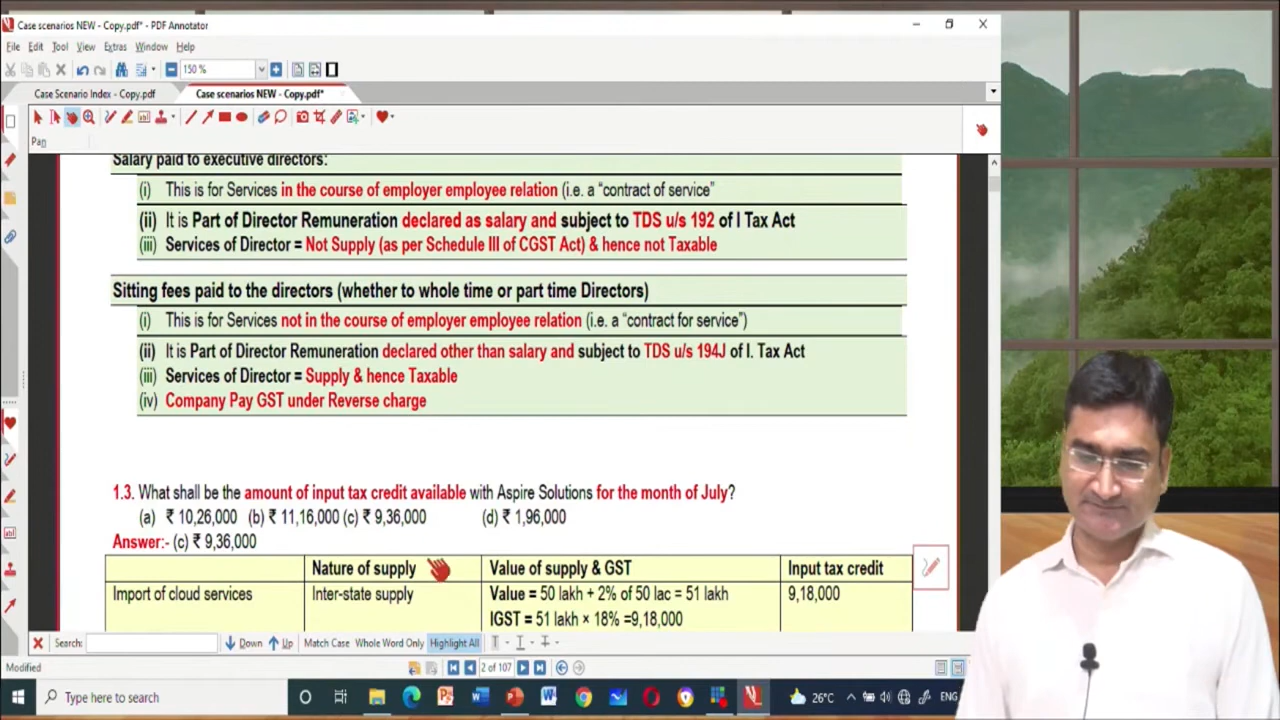 Case scenarios NEW - Copy.pdf* - PDF Annotator
File Edit Tool View Extras Window Help
150 %
Case Scenario Index - Copy.pdf Case scenarios NEW - Copy.pdf*
Pan
Salary paid to executive directors:
(i) This is for Services in the course of employer employee relation (i.e. a “contract of service”
(ii) It is Part of Director Remuneration declared as salary and subject to TDS u/s 192 of I Tax Act
(iii) Services of Director = Not Supply (as per Schedule III of CGST Act) & hence not Taxable
Sitting fees paid to the directors (whether to whole time or part time Directors)
(i) This is for Services not in the course of employer employee relation (i.e. a “contract for service”)
(ii) It is Part of Director Remuneration declared other than salary and subject to TDS u/s 194J of I. Tax Act
(iii) Services of Director = Supply & hence Taxable
(iv) Company Pay GST under Reverse charge
1.3. What shall be the amount of input tax credit available with Aspire Solutions for the month of July?
(a) ₹ 10,26,000 (b) ₹ 11,16,000 (c) ₹ 9,36,000 (d) ₹ 1,96,000
Answer:- (c) ₹ 9,36,000
Nature of supply Value of supply & GST Input tax credit
Import of cloud services Inter-state supply Value = 50 lakh + 2% of 50 lac = 51 lakh 9,18,000
IGST = 51 lakh × 18% =9,18,000
Search: Down Up Match Case Whole Word Only Highlight All
Modified 2 of 107
Type here to search 26°C ENG